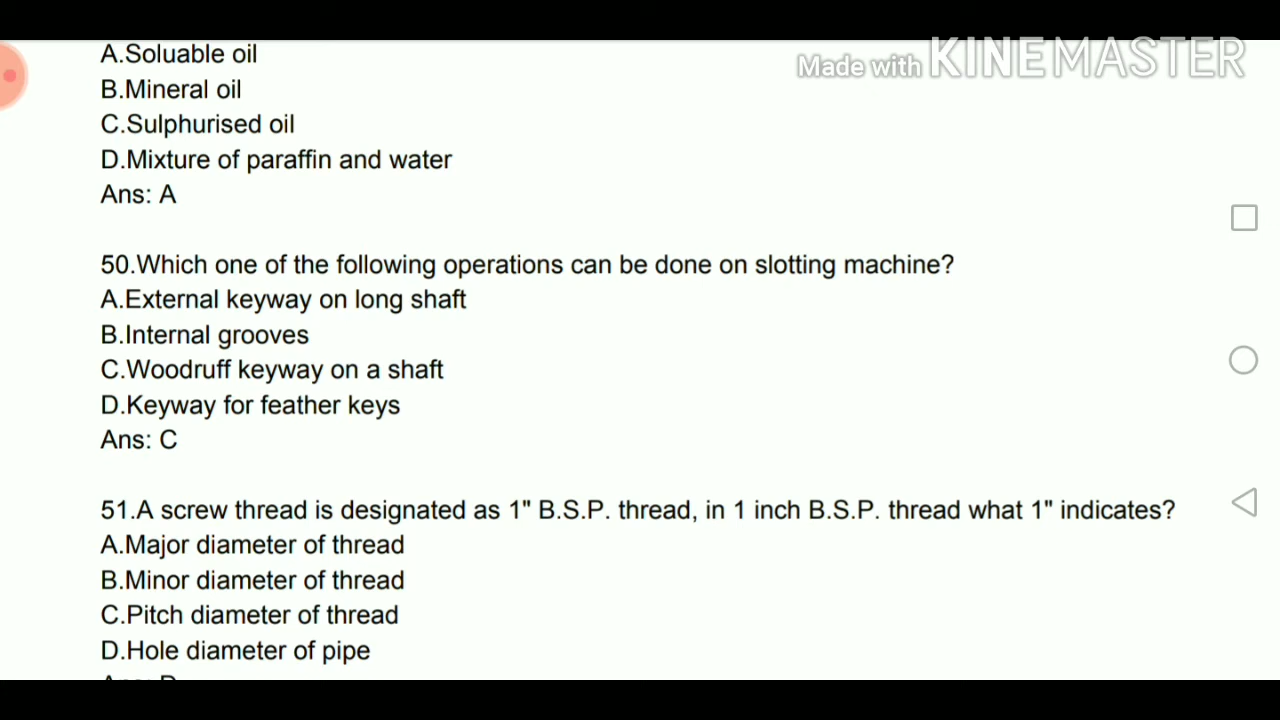 A.Soluable oil
Made with KINEMASTER
B.Mineral oil
C.Sulphurised oil
D.Mixture of paraffin and water
Ans: A
50.Which one of the following operations can be done on slotting machine?
A.External keyway on long shaft
B.Internal grooves
C.Woodruff keyway on a shaft
D.Keyway for feather keys
Ans: C
51.A screw thread is designated as 1" B.S.P. thread, in 1 inch B.S.P. thread what 1" indicates?
A.Major diameter of thread
B.Minor diameter of thread
C.Pitch diameter of thread
D.Hole diameter of pipe